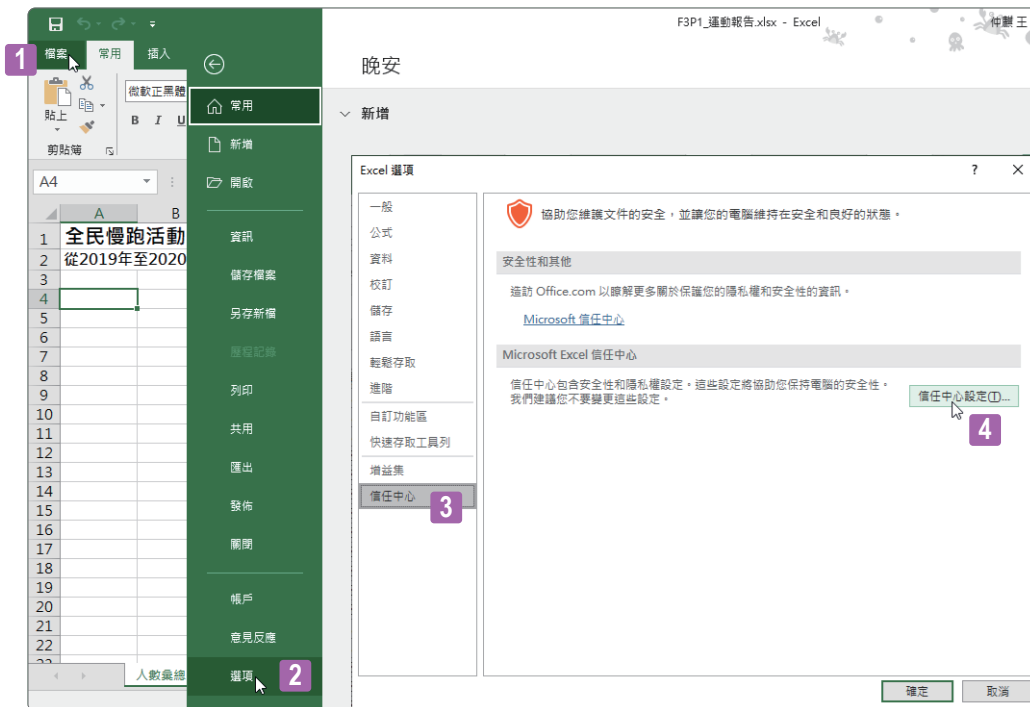 F3P1_運動報告.xlsx - Excel
仲麒 王
1
檔案
常用
插入
貼上
微軟正黑體
B I U
剪貼簿
A4
A B
1 全民慢跑活動
2 從2019年至2020
3
4
5
6
7
8
9
10
11
12
13
14
15
16
17
18
19
20
21
22
23
人數彙總
常用
新增
開啟
資訊
儲存檔案
另存新檔
歷程記錄
列印
共用
匯出
發佈
關閉
帳戶
意見反應
選項
2
晚安
新增
Excel 選項
?
一般
公式
資料
校訂
儲存
語言
輕鬆存取
進階
自訂功能區
快速存取工具列
增益集
信任中心
3
協助您維護文件的安全,並讓您的電腦維持在安全和良好的狀態。
安全性和其他
造訪 Office.com 以瞭解更多關於保護您的隱私權和安全性的資訊。
Microsoft 信任中心
Microsoft Excel 信任中心
信任中心包含安全性和隱私權設定。這些設定將協助您保持電腦的安全性。
我們建議您不要變更這些設定。
信任中心設定(T)...
4
確定
取消